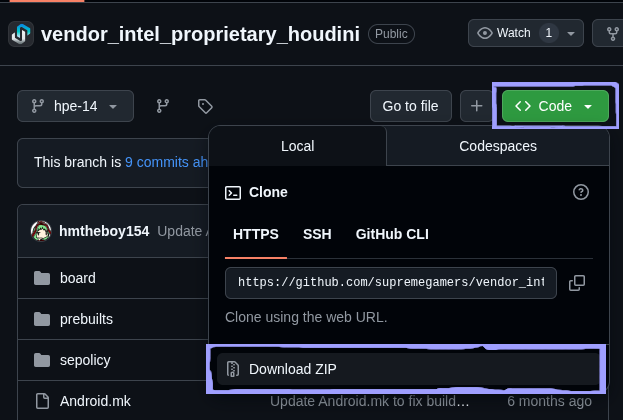 vendor_intel_proprietary_houdini Public Watch 1
hpe-14 Go to file Code
Local Codespaces
This branch is 9 commits ah
Clone
hmtheboy154 Update
HTTPS SSH GitHub CLI
board
https://github.com/supremegamers/vendor_int
prebuilts
Clone using the web URL.
sepolicy
Download ZIP
Android.mk Update Android.mk to fix build… 6 months ago